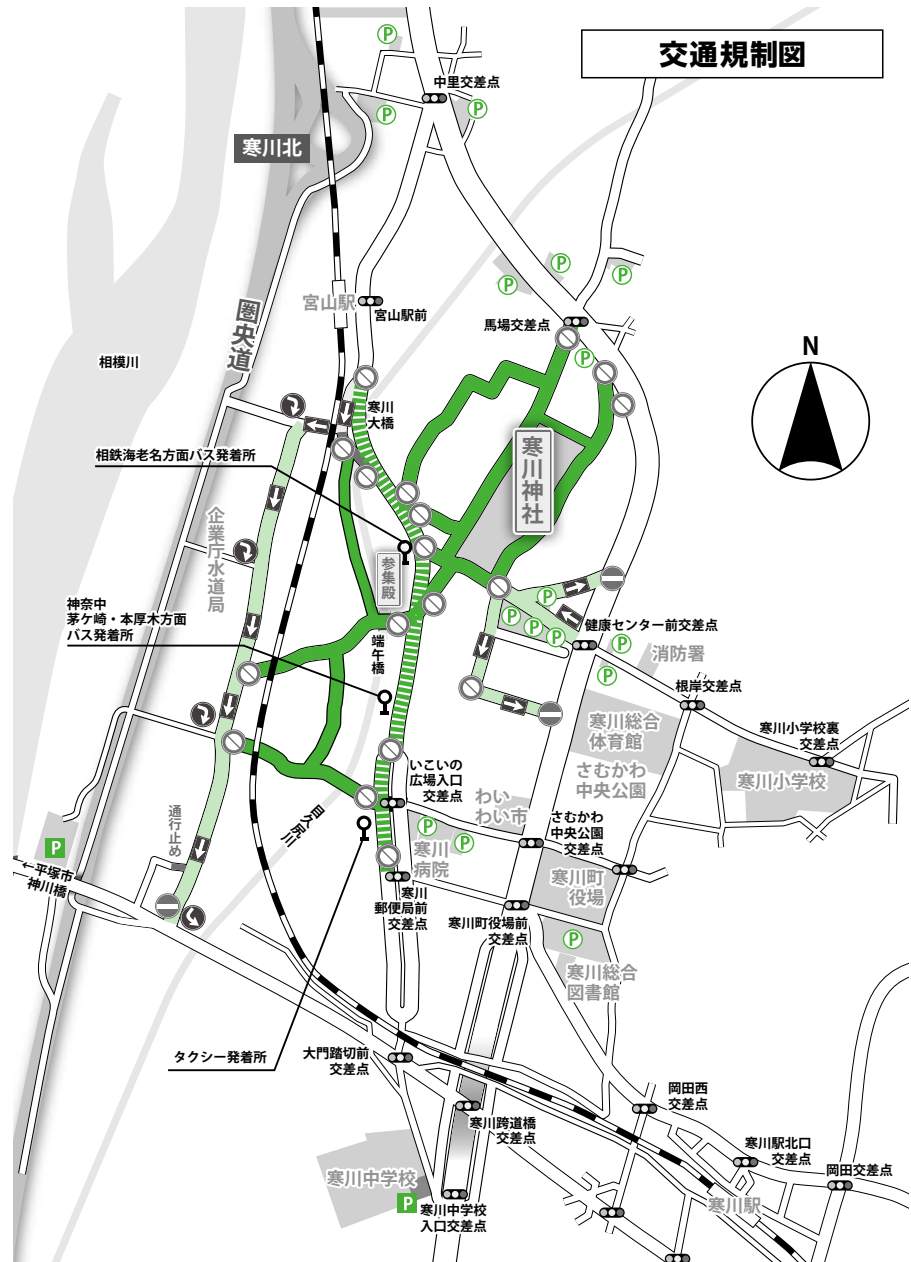 交通規制図
P
中里交差点
P
P
寒川北
P
P
P
宮山駅
宮山駅前
馬場交差点
圏央道
相模川
P
N
寒川
大橋
寒川神社
相鉄海老名方面バス発着所
企業庁水道局
参集殿
神奈中
茅ケ崎・本厚木方面
バス発着所
P
P
P
P
健康センター前交差点
P
端午橋
消防署
P
根岸交差点
寒川総合
体育館
寒川小学校裏
交差点
いこいの
広場入口
交差点
さむかわ
中央公園
寒川小学校
わい
わい市
通行止め
目久尻川
さむかわ
中央公園
交差点
P
P
P
寒川
病院
←平塚市
神川橋
寒川町
役場
寒川
郵便局前
交差点
寒川町役場前
交差点
P
寒川総合
図書館
タクシー発着所
大門踏切前
交差点
岡田西
交差点
寒川跨道橋
交差点
寒川駅北口
交差点
岡田交差点
寒川中学校
P
寒川駅
寒川中学校
入口交差点